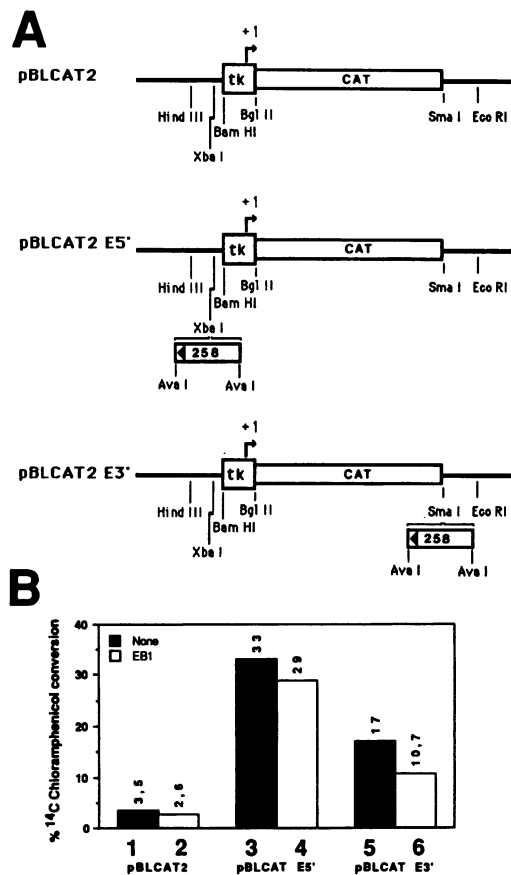 A
+1
pBLCAT2
tk
CAT
Hind III
Bgl II
Bam HI
Xba I
Sma I
Eco RI
+1
pBLCAT2 E5'
tk
CAT
Hind III
Bgl II
Bam HI
Xba I
Sma I
Eco RI
258
Ava I
Ava I
+1
pBLCAT2 E3'
tk
CAT
Hind III
Bgl II
Bam HI
Xba I
Sma I
Eco RI
258
Ava I
Ava I
B
% 14C Chloramphenicol conversion
40
30
20
10
0
None
EB1
3,5
2,6
33
29
17
10,7
1 2 3 4 5 6
pBLCAT2 pBLCAT E5' pBLCAT E3'